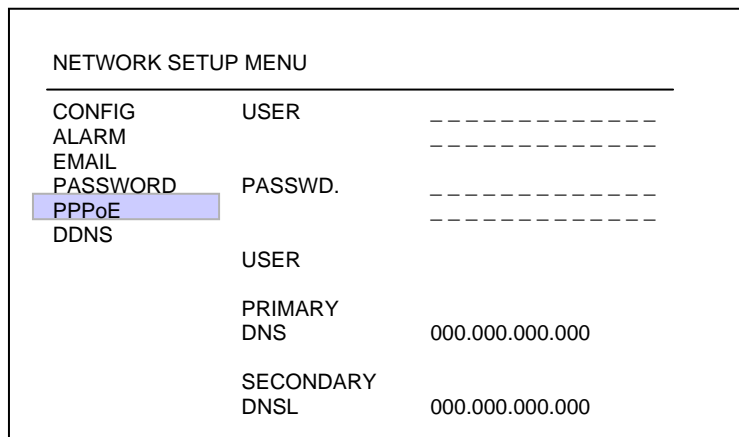 NETWORK SETUP MENU
CONFIG USER _ _ _ _ _ _ _ _ _ _ _ _ _
ALARM _ _ _ _ _ _ _ _ _ _ _ _ _
EMAIL
PASSWORD PASSWD. _ _ _ _ _ _ _ _ _ _ _ _ _
PPPoE _ _ _ _ _ _ _ _ _ _ _ _ _
DDNS
USER
PRIMARY
DNS 000.000.000.000
SECONDARY
DNSL 000.000.000.000